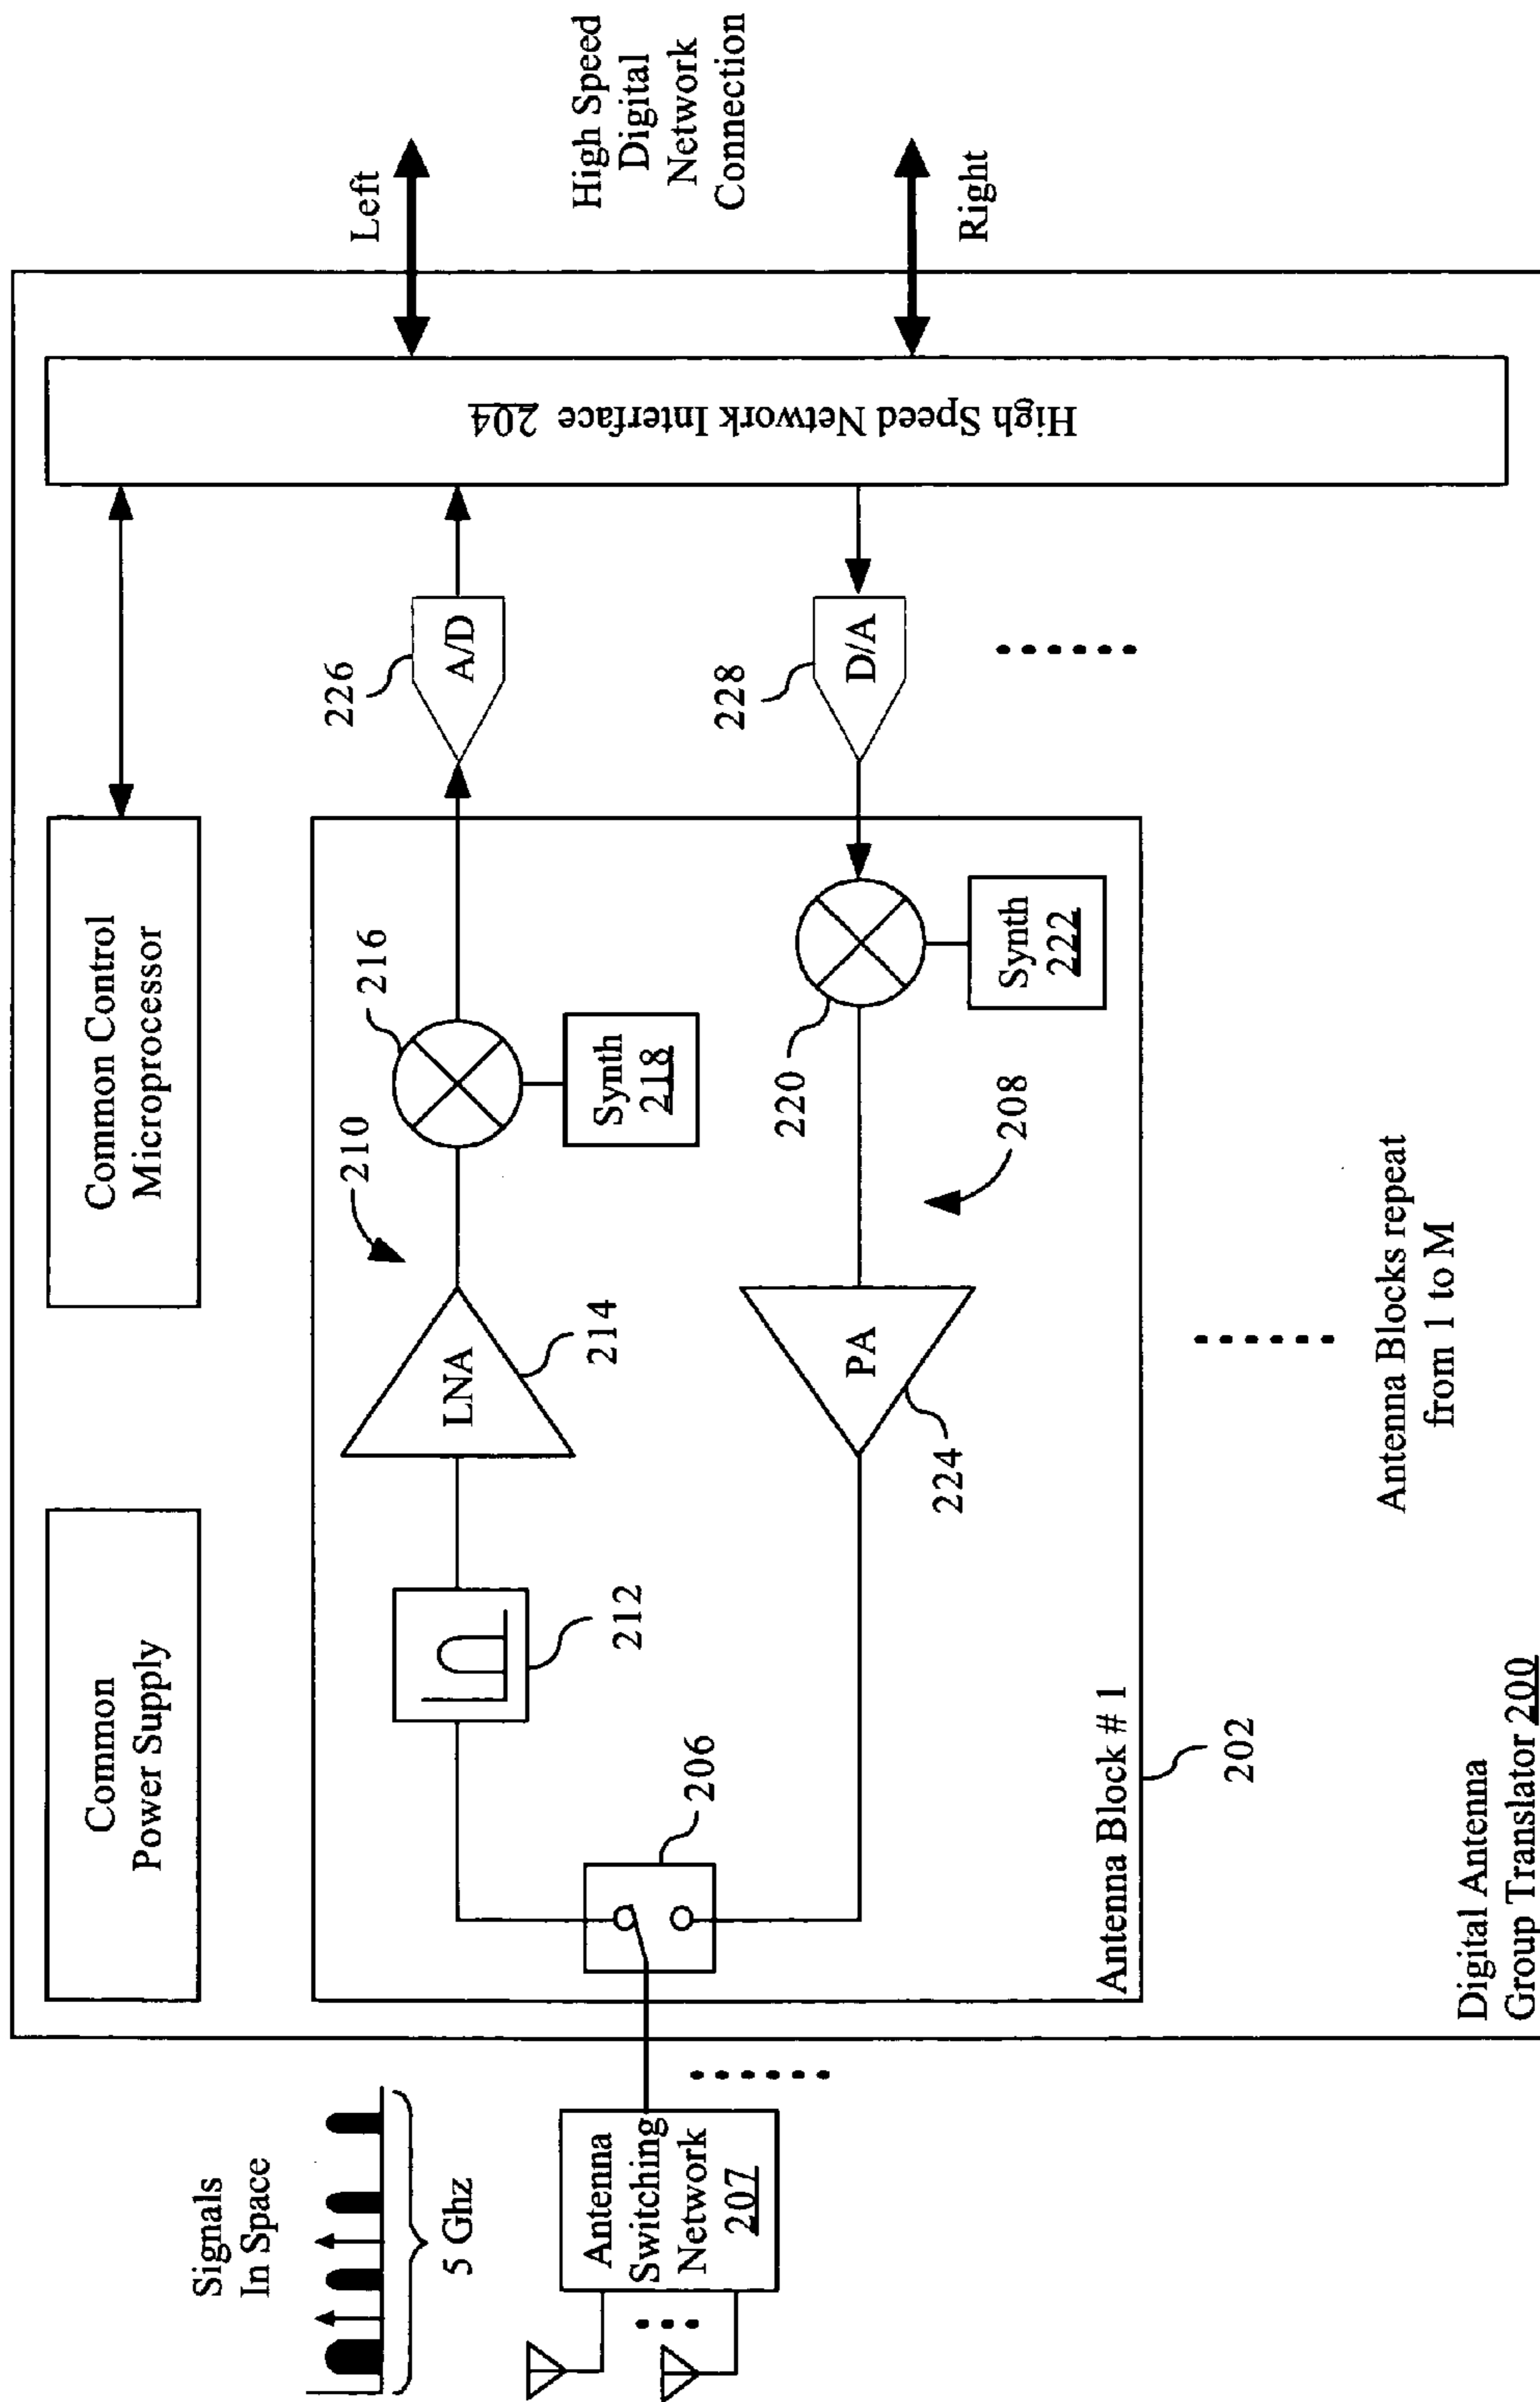 Signals
In Space
5 Ghz
Antenna
Switching
Network
207
Common
Power Supply
Common Control
Microprocessor
206
212
LNA
214
210
216
Synth
218
226
A/D
High Speed Network Interface 204
Left
High Speed
Digital
Network
Connection
Right
PA
224
208
220
Synth
222
228
D/A
Antenna Block # 1
202
Antenna Blocks repeat
from 1 to M
Digital Antenna
Group Translator 200